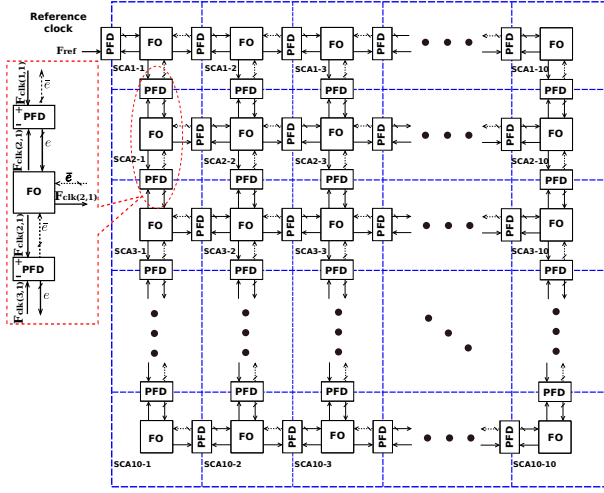 Reference
clock
Fref
PFD FO PFD FO PFD FO PFD PFD FO
SCA1-1 SCA1-2 SCA1-3 SCA1-10
PFD PFD PFD PFD
FO PFD FO PFD FO PFD PFD FO
SCA2-1 SCA2-2 SCA2-3 SCA2-10
PFD PFD PFD PFD
FO PFD FO PFD FO PFD PFD FO
SCA3-1 SCA3-2 SCA3-3 SCA3-10
PFD PFD PFD PFD
PFD PFD PFD PFD
FO PFD FO PFD FO PFD PFD FO
SCA10-1 SCA10-2 SCA10-3 SCA10-10
Fclk(1,1)
ē
- +
PFD
Fclk(2,1)
e
FO
ē
Fclk(2,1)
Fclk(2,1)
ē
- +
PFD
Fclk(3,1)
e